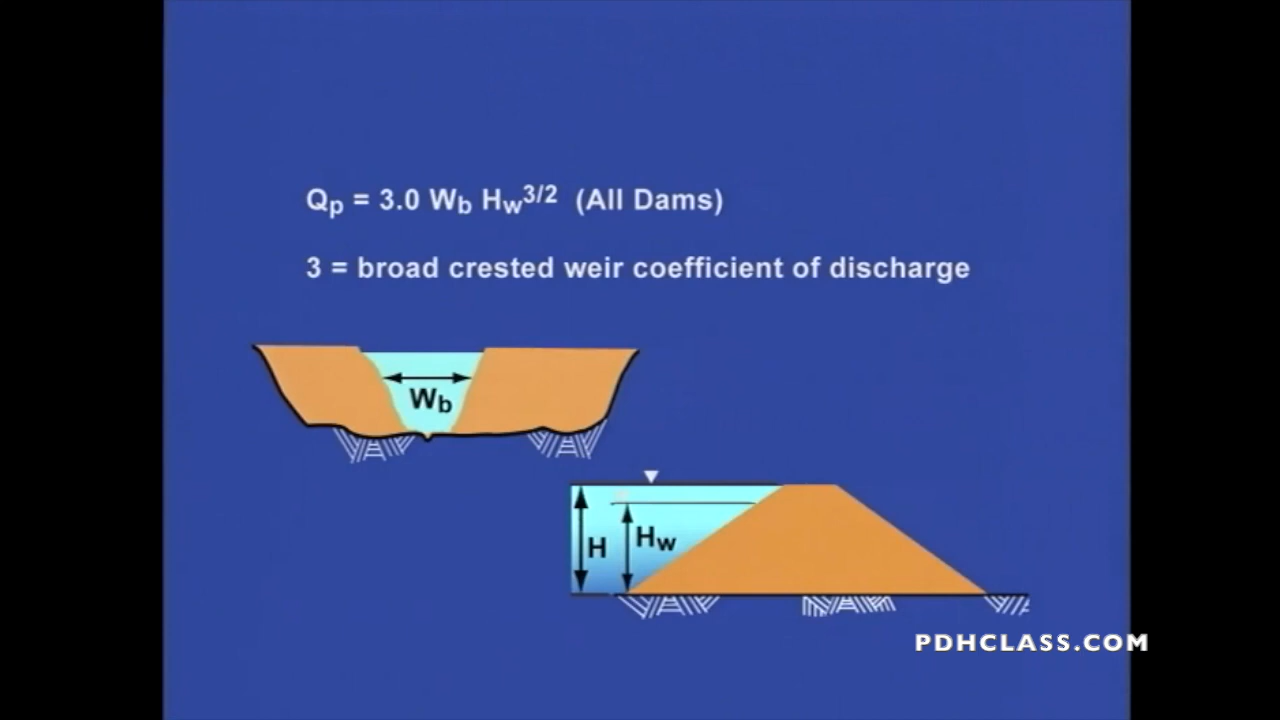 Qp = 3.0 Wb Hw3/2 (All Dams)
3 = broad crested weir coefficient of discharge
Wb
H
Hw
PDHCLASS.COM